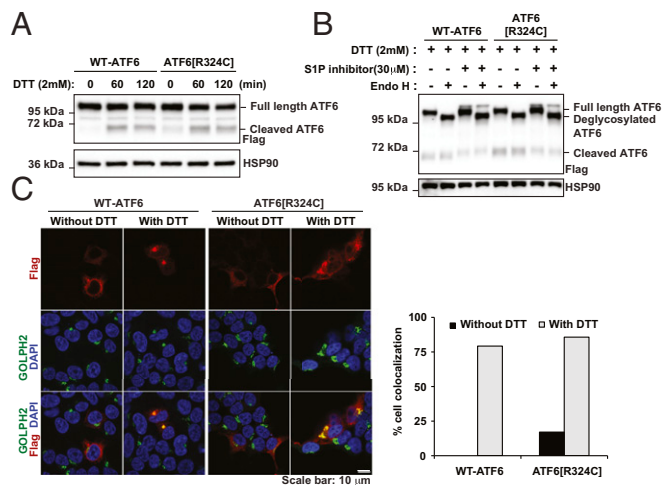 A
WT-ATF6 ATF6[R324C]
DTT (2mM): 0 60 120 0 60 120 (min)
95 kDa Full length ATF6
72 kDa
Cleaved ATF6
Flag
36 kDa HSP90
B
WT-ATF6 ATF6 [R324C]
DTT (2mM) + + + + + + + +
S1P inhibitor(30μM) - - + + - - + +
Endo H - + - + - + - +
Full length ATF6
95 kDa Deglycosylated
ATF6
72 kDa Cleaved ATF6
Flag
95 kDa HSP90
C
WT-ATF6 ATF6[R324C]
Without DTT With DTT Without DTT With DTT
Flag
GOLPH2 DAPI
GOLPH2 Flag DAPI
Scale bar: 10 μm
% cell colocalization
100
75
50
25
0
Without DTT With DTT
WT-ATF6 ATF6[R324C]